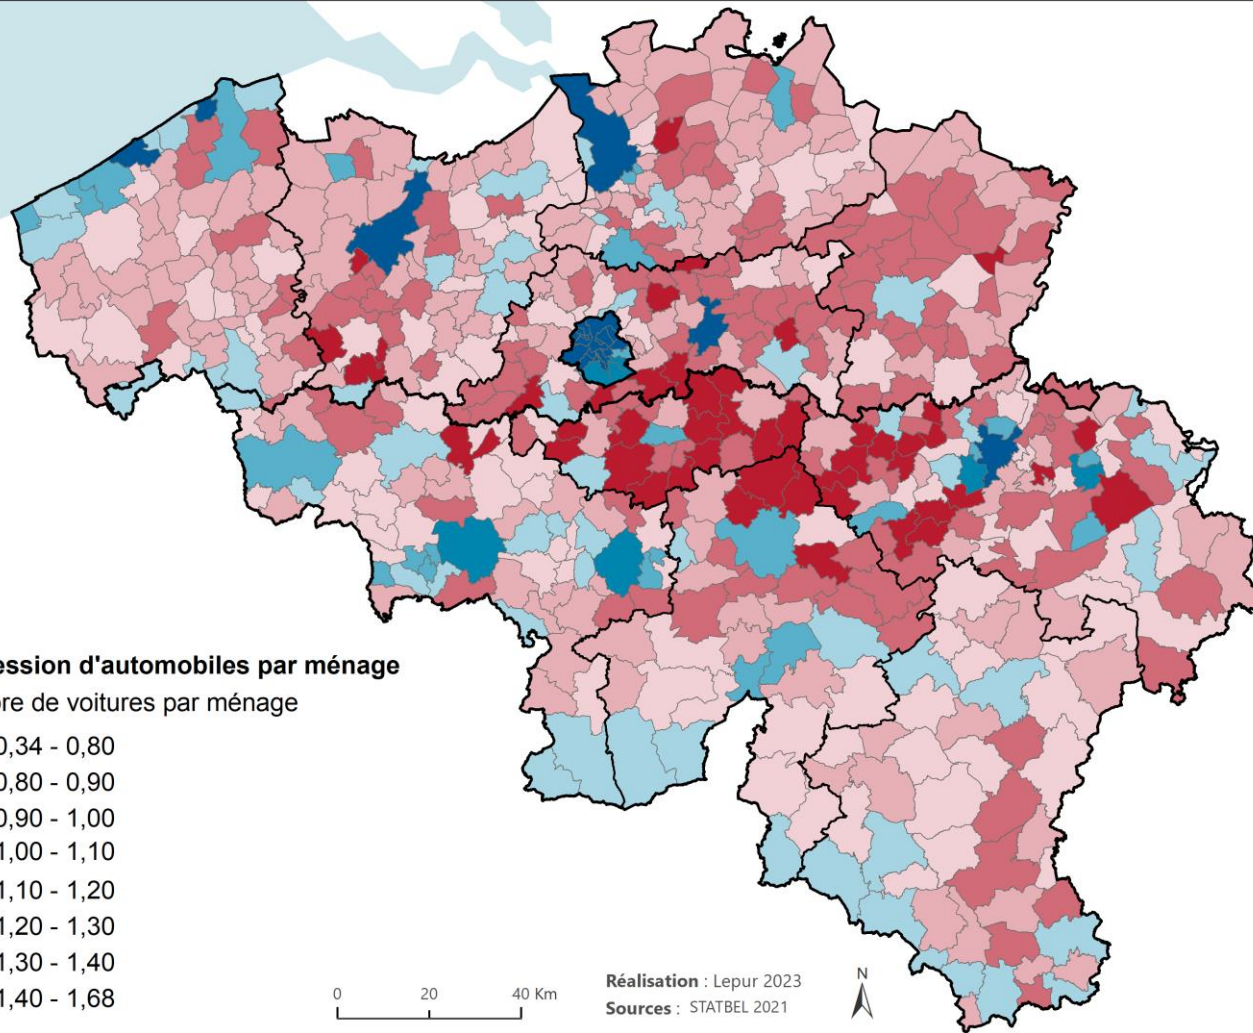 ession d'automobiles par ménage
bre de voitures par ménage
0,34 - 0,80
0,80 - 0,90
0,90 - 1,00
1,00 - 1,10
1,10 - 1,20
1,20 - 1,30
1,30 - 1,40
1,40 - 1,68
0 20 40 Km
Réalisation : Lepur 2023
Sources : STATBEL 2021
N